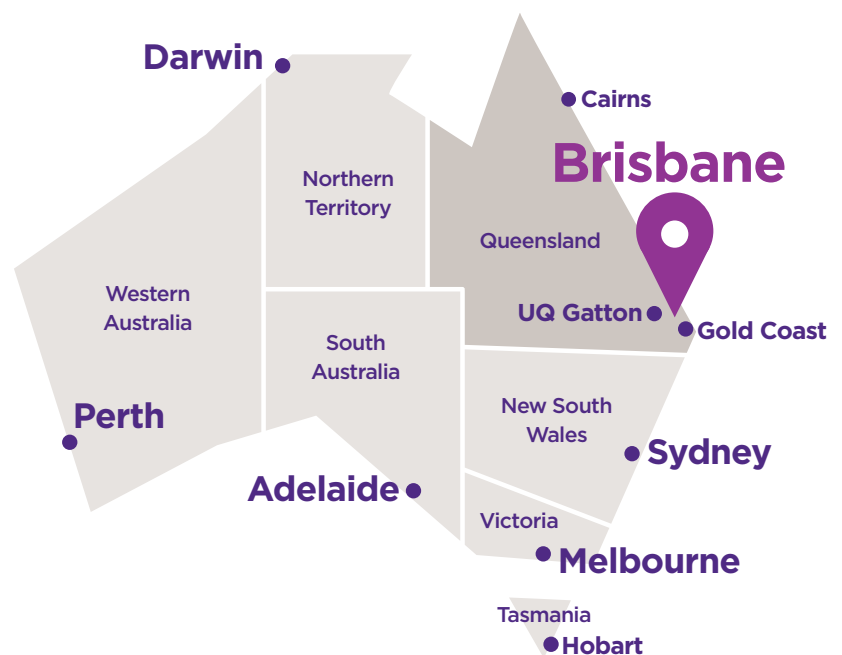 Darwin
Cairns
Brisbane
Northern
Territory
Queensland
Western
Australia
UQ Gatton
Gold Coast
South
Australia
Perth
New South
Wales
Sydney
Adelaide
Victoria
Melbourne
Tasmania
Hobart